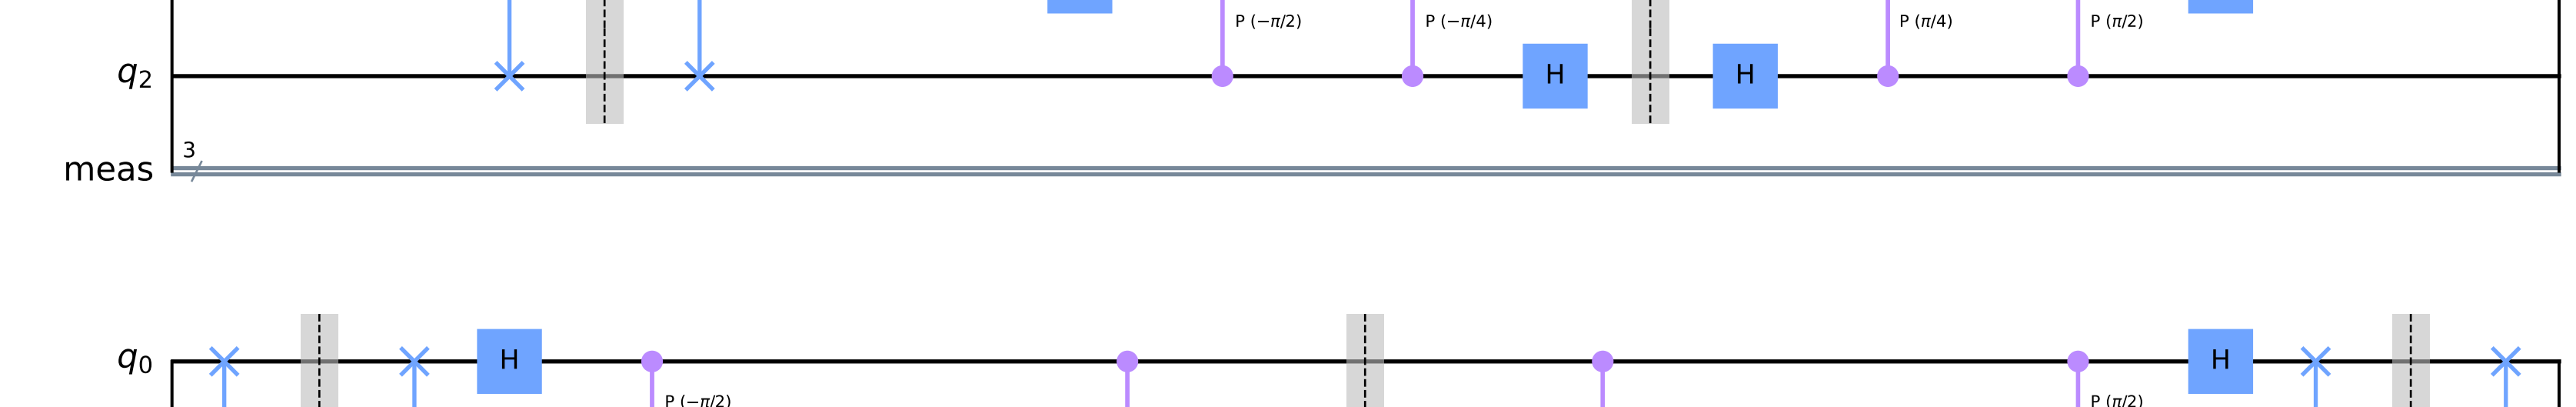 P (−π/2) P (−π/4) P (π/4) P (π/2)
q2 H H
3
meas
q0 H H
P (−π/2) P (π/2)